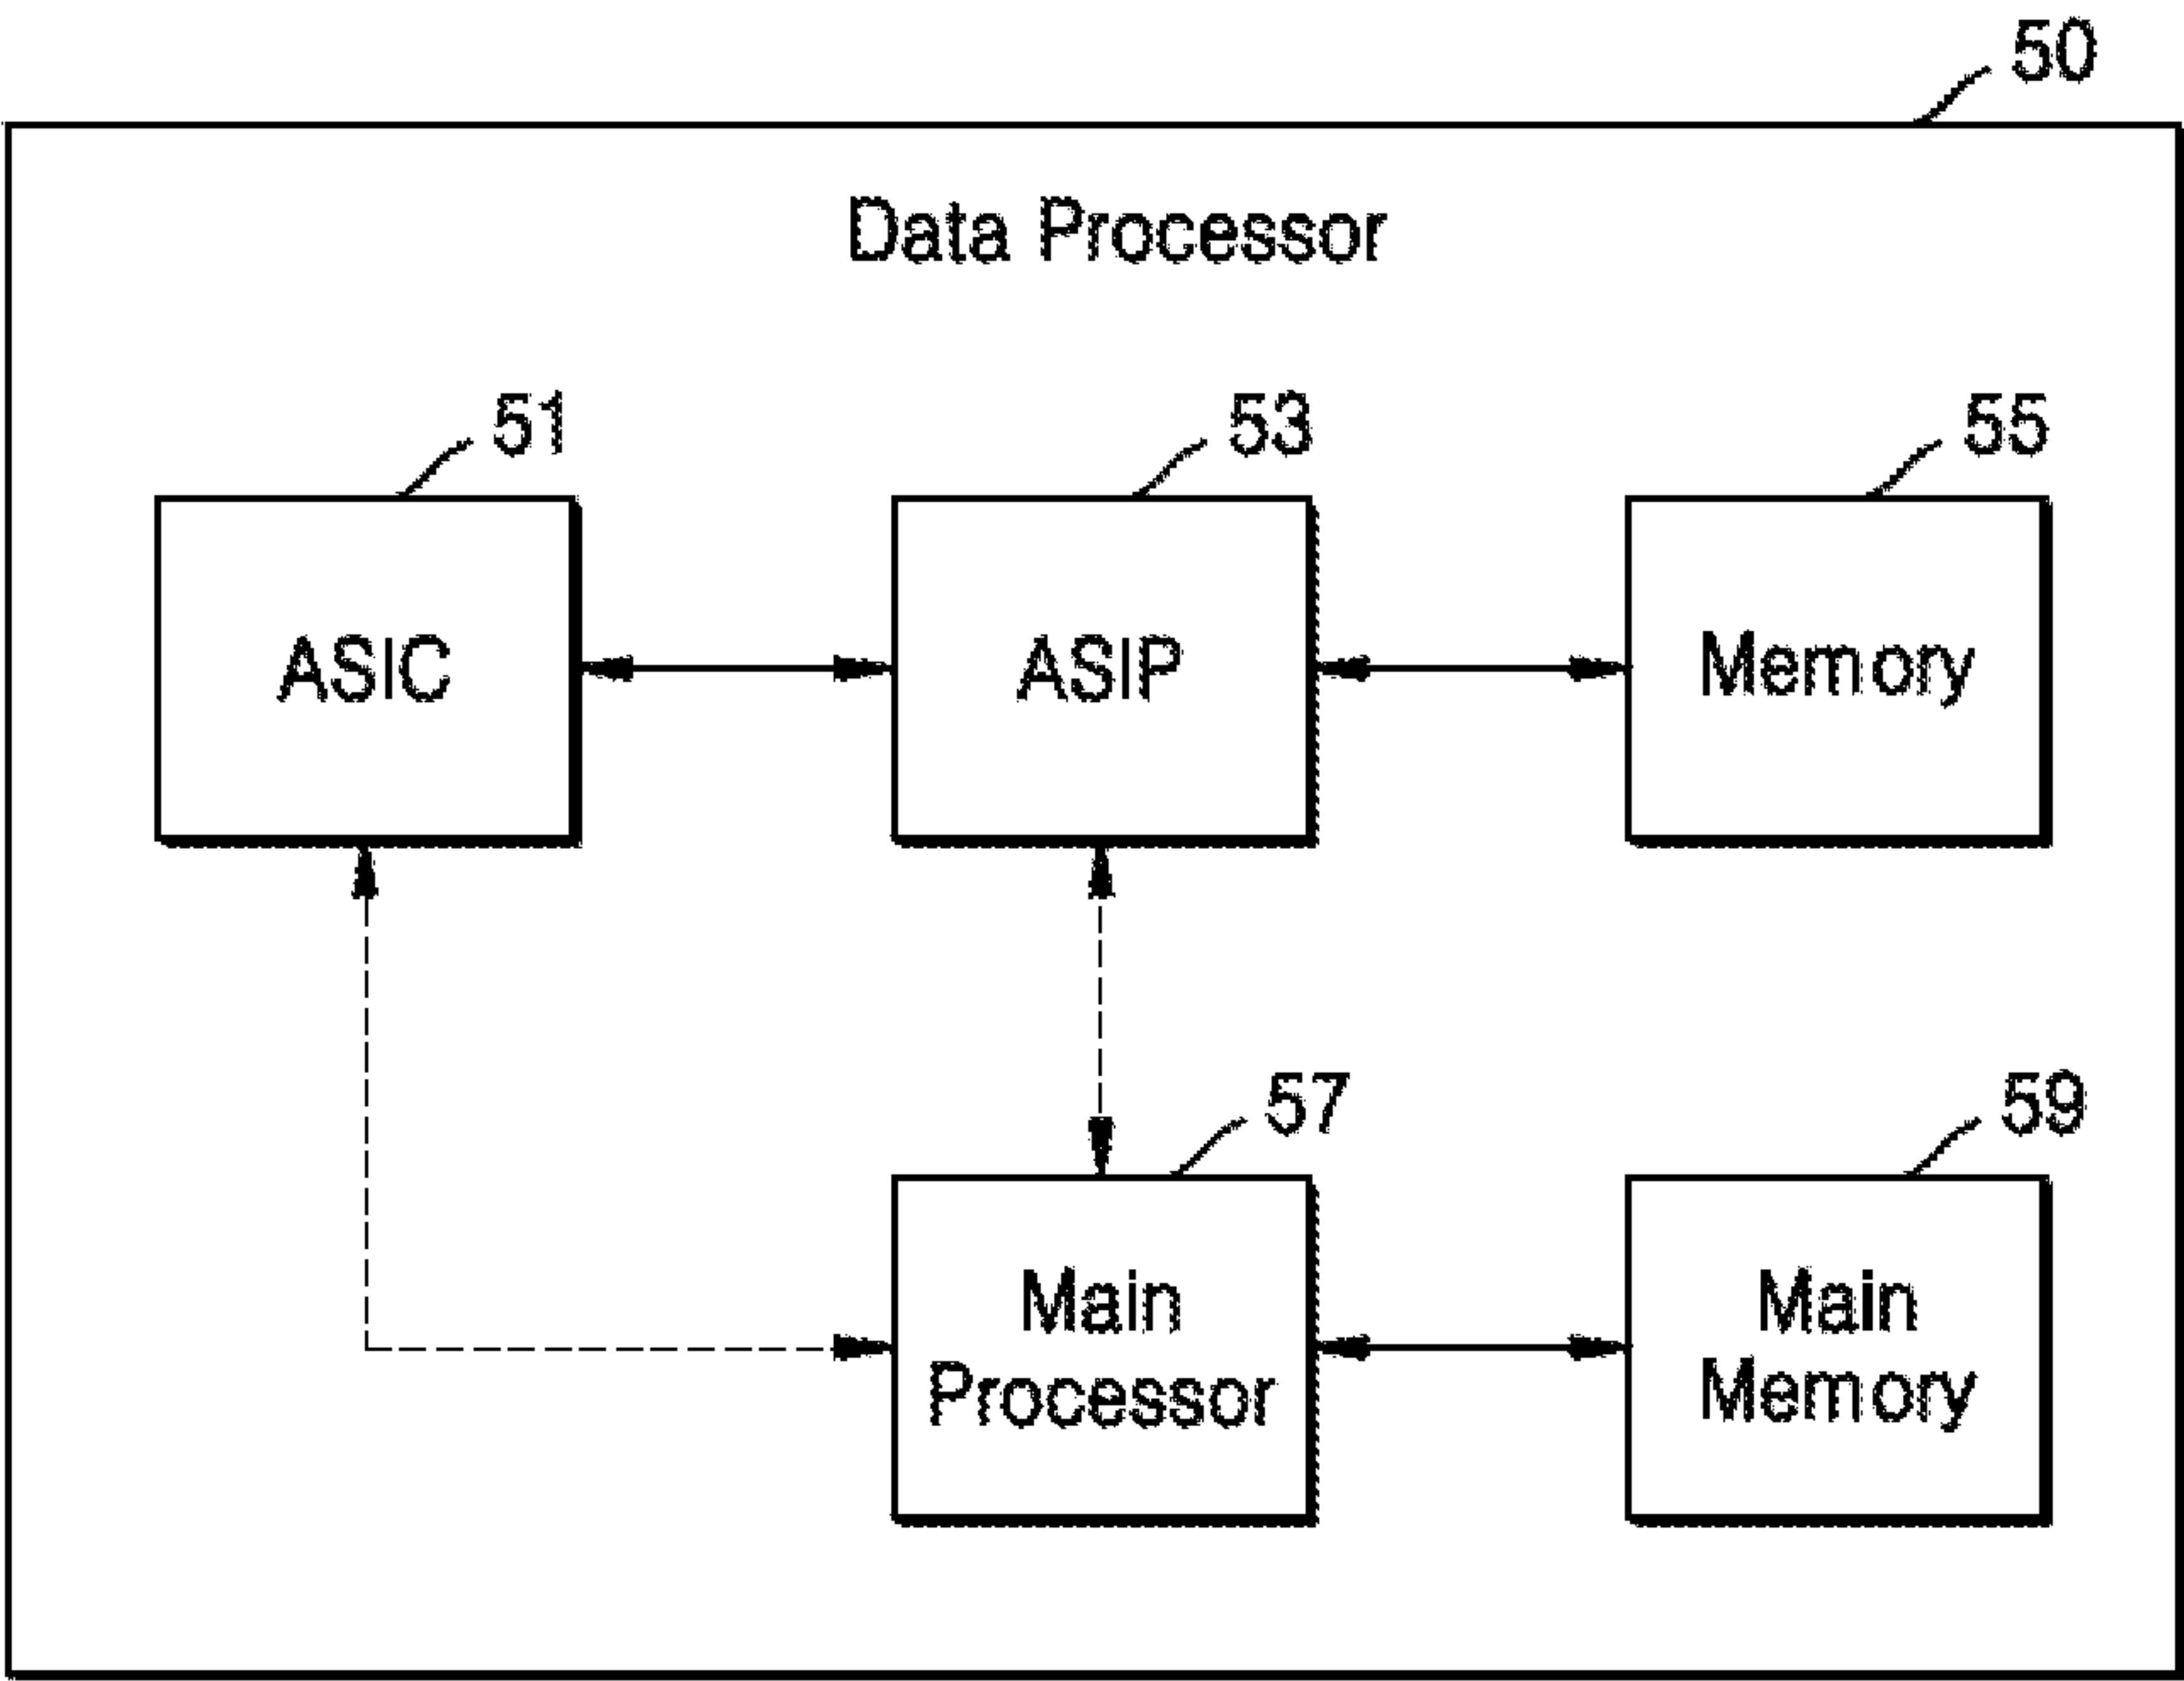 50
Data Processor
51
53
55
ASIC
ASIP
Memory
57
59
Main
Processor
Main
Memory